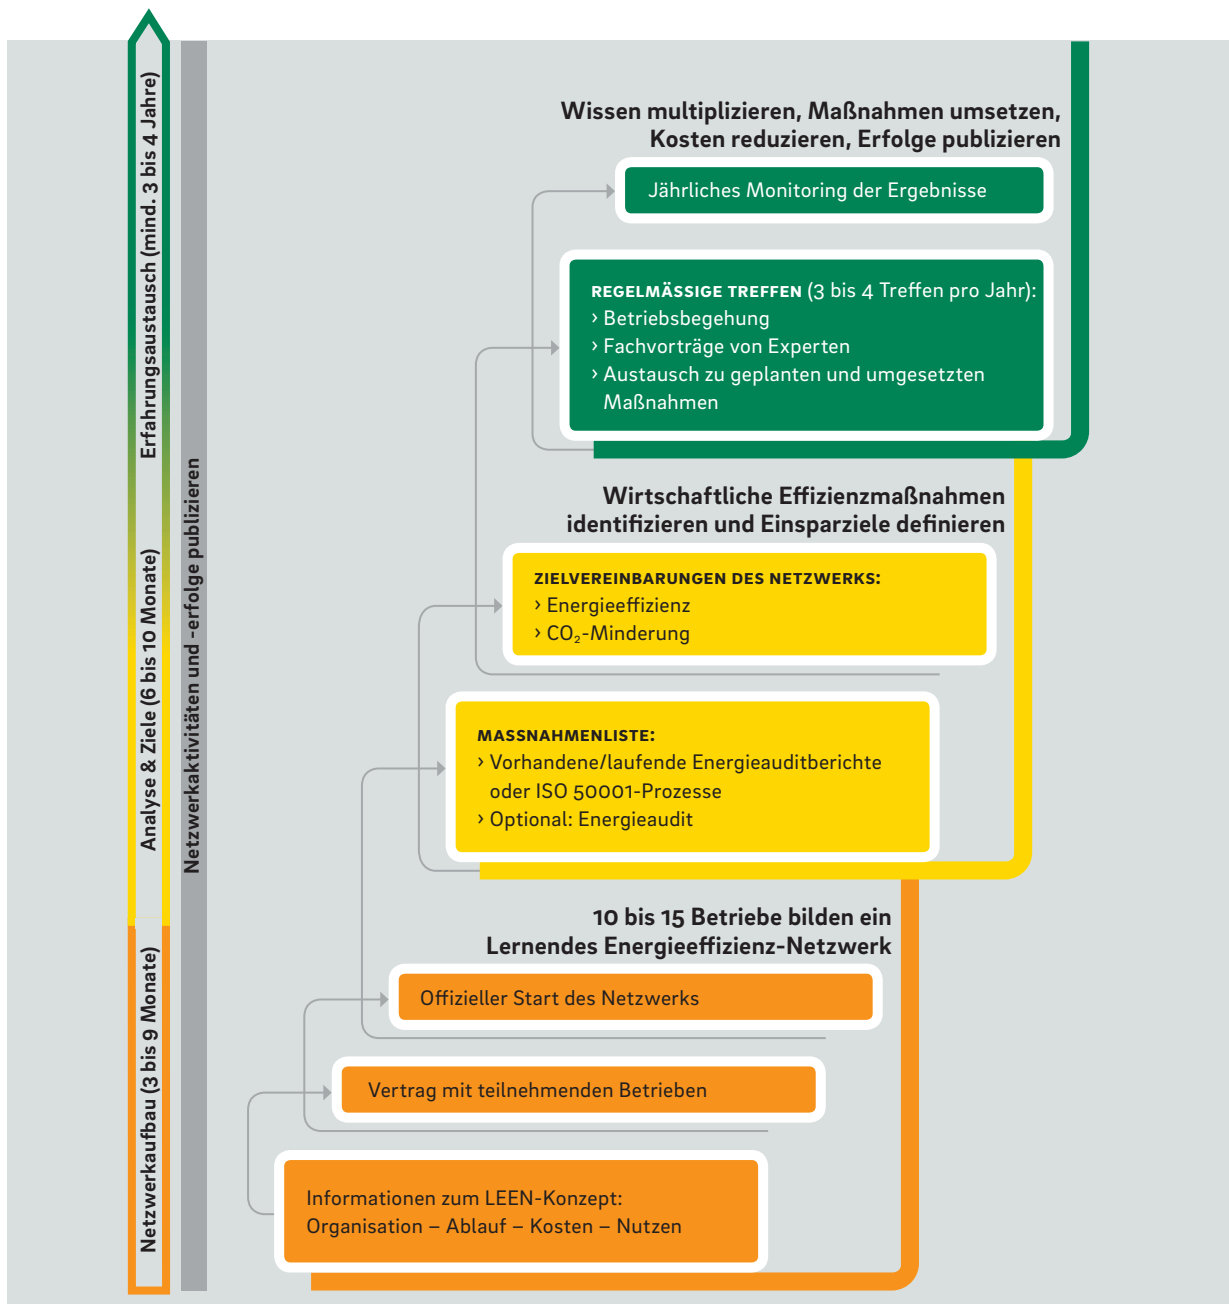 Wissen multiplizieren, Maßnahmen umsetzen,
Kosten reduzieren, Erfolge publizieren
Jährliches Monitoring der Ergebnisse
REGELMÄSSIGE TREFFEN (3 bis 4 Treffen pro Jahr):
› Betriebsbegehung
› Fachvorträge von Experten
› Austausch zu geplanten und umgesetzten
Maßnahmen
Wirtschaftliche Effizienzmaßnahmen
identifizieren und Einsparziele definieren
ZIELVEREINBARUNGEN DES NETZWERKS:
› Energieeffizienz
› CO₂-Minderung
MASSNAHMENLISTE:
› Vorhandene/laufende Energieauditberichte
oder ISO 50001-Prozesse
› Optional: Energieaudit
10 bis 15 Betriebe bilden ein
Lernendes Energieeffizienz-Netzwerk
Offizieller Start des Netzwerks
Vertrag mit teilnehmenden Betrieben
Informationen zum LEEN-Konzept:
Organisation – Ablauf – Kosten – Nutzen
Erfahrungsaustausch (mind. 3 bis 4 Jahre)
Analyse & Ziele (6 bis 10 Monate)
Netzwerkaufbau (3 bis 9 Monate)
Netzwerkaktivitäten und -erfolge publizieren